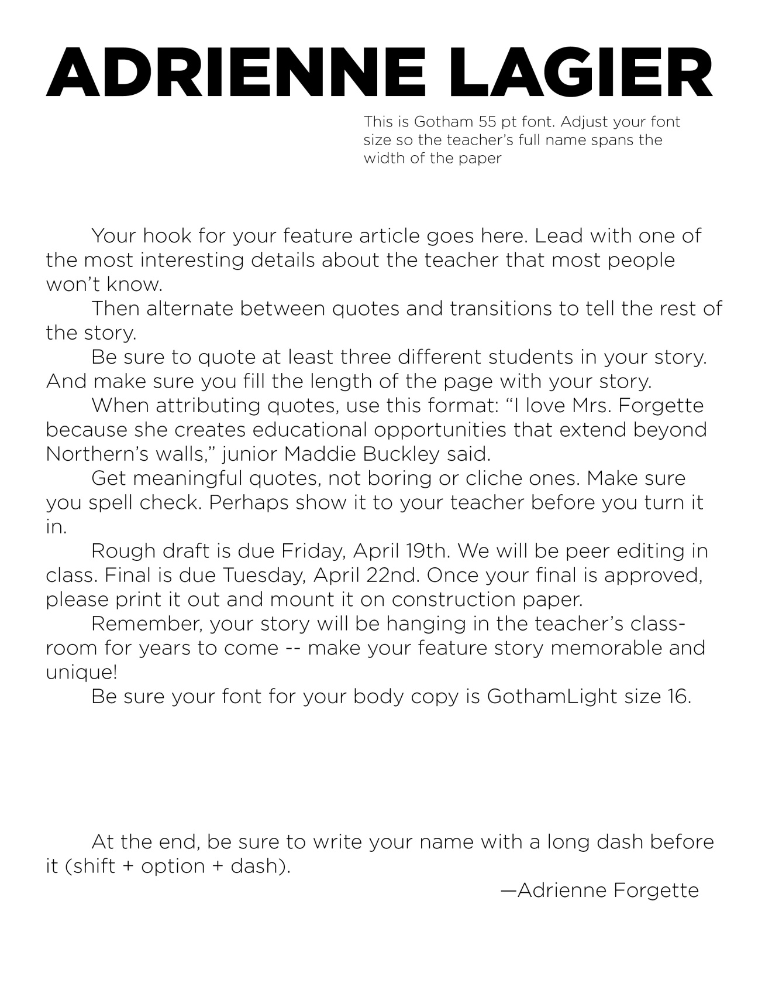 ADRIENNE LAGIER
This is Gotham 55 pt font. Adjust your font
size so the teacher’s full name spans the
width of the paper
Your hook for your feature article goes here. Lead with one of
the most interesting details about the teacher that most people
won’t know.
Then alternate between quotes and transitions to tell the rest of
the story.
Be sure to quote at least three different students in your story.
And make sure you fill the length of the page with your story.
When attributing quotes, use this format: “I love Mrs. Forgette
because she creates educational opportunities that extend beyond
Northern’s walls,” junior Maddie Buckley said.
Get meaningful quotes, not boring or cliche ones. Make sure
you spell check. Perhaps show it to your teacher before you turn it
in.
Rough draft is due Friday, April 19th. We will be peer editing in
class. Final is due Tuesday, April 22nd. Once your final is approved,
please print it out and mount it on construction paper.
Remember, your story will be hanging in the teacher’s class-
room for years to come -- make your feature story memorable and
unique!
Be sure your font for your body copy is GothamLight size 16.
At the end, be sure to write your name with a long dash before
it (shift + option + dash).
—Adrienne Forgette